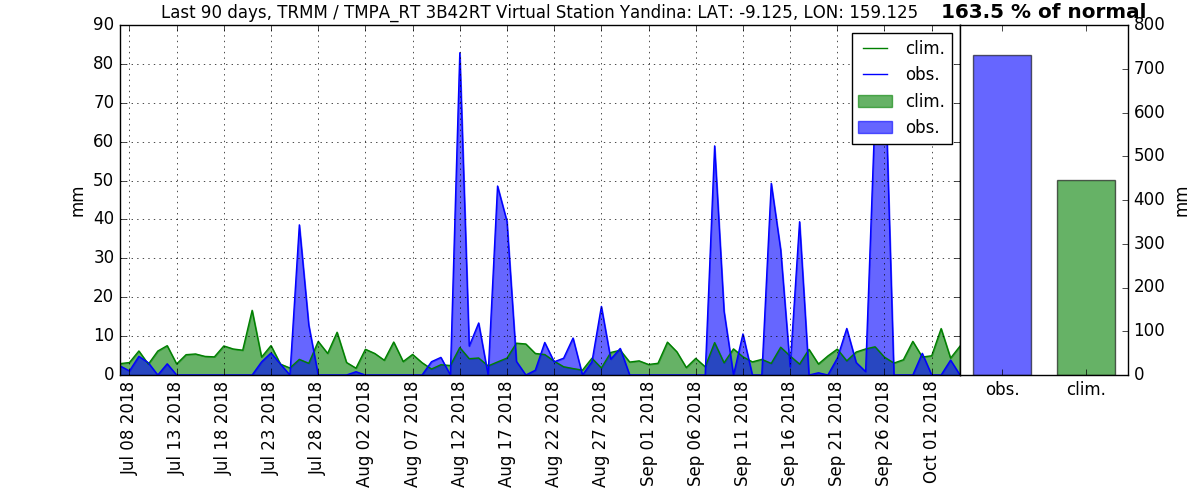 Last 90 days, TRMM / TMPA_RT 3B42RT Virtual Station Yandina: LAT: -9.125, LON: 159.125
163.5 % of normal
90
80
70
60
50
40
30
20
10
0
mm
clim.
obs.
clim.
obs.
800
700
600
500
400
300
200
100
0
mm
Jul 08 2018
Jul 13 2018
Jul 18 2018
Jul 23 2018
Jul 28 2018
Aug 02 2018
Aug 07 2018
Aug 12 2018
Aug 17 2018
Aug 22 2018
Aug 27 2018
Sep 01 2018
Sep 06 2018
Sep 11 2018
Sep 16 2018
Sep 21 2018
Sep 26 2018
Oct 01 2018
obs.
clim.